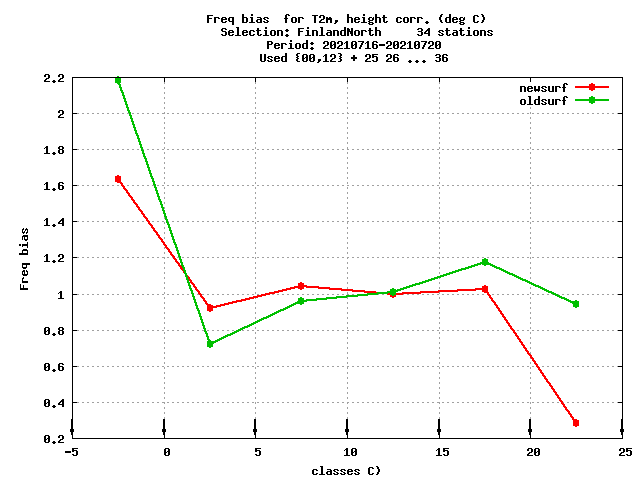 Freq bias  for T2m, height corr. (deg C)
Selection: FinlandNorth     34 stations
Period: 20210716-20210720
Used {00,12} + 25 26 ... 36
newsurf
oldsurf
Freq bias
2.2
2
1.8
1.6
1.4
1.2
1
0.8
0.6
0.4
0.2
-5 0 5 10 15 20 25
classes C)